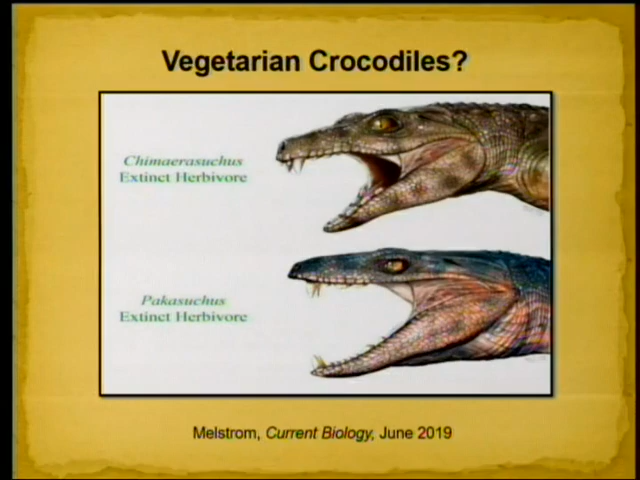 Vegetarian Crocodiles?
Chimaerasuchus
Extinct Herbivore
Pakasuchus
Extinct Herbivore
Melstrom, Current Biology, June 2019